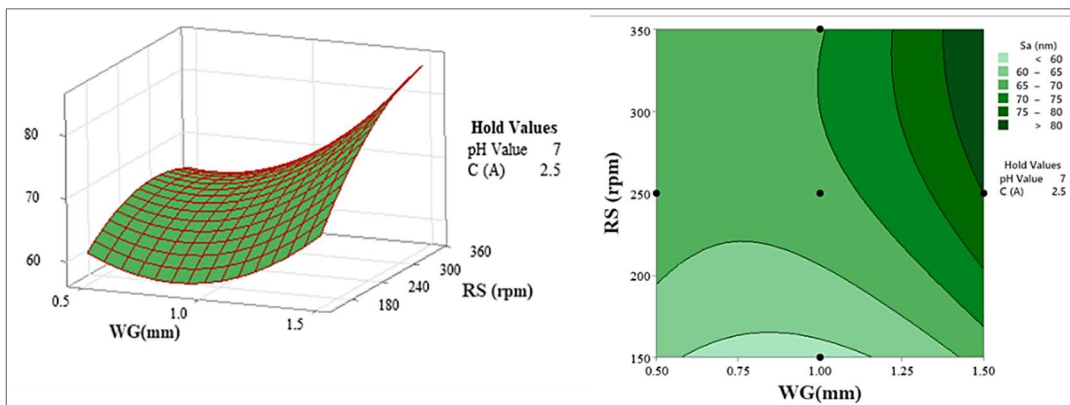 80
70
60
0.5
1.0
1.5
WG(mm)
180
240
300
360
RS (rpm)
Hold Values
pH Value 7
C (A) 2.5
350
300
250
200
150
RS (rpm)
0.50
0.75
1.00
1.25
1.50
WG(mm)
Sa (nm)
< 60
60 – 65
65 – 70
70 – 75
75 – 80
> 80
Hold Values
pH Value 7
C (A) 2.5